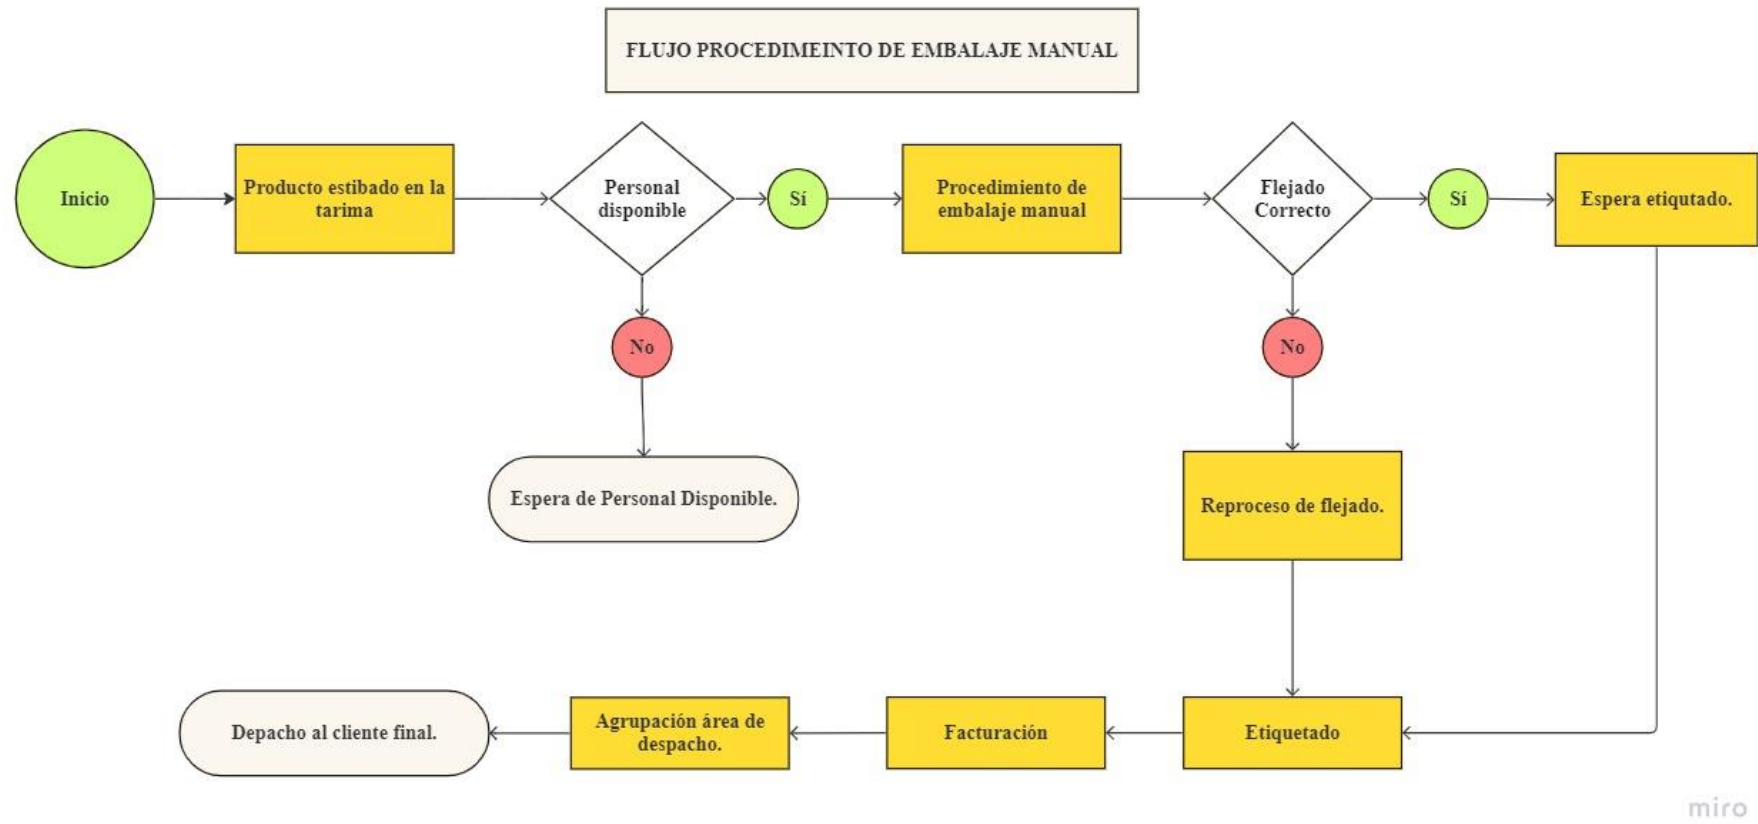 FLUJO PROCEDIMEINTO DE EMBALAJE MANUAL
Inicio
Producto estibado en la
tarima
Personal
disponible
Sí
Procedimiento de
embalaje manual
Flejado
Correcto
Sí
Espera etiqutado.
No
No
Espera de Personal Disponible.
Reproceso de flejado.
Depacho al cliente final.
Agrupación área de
despacho.
Facturación
Etiquetado
miro